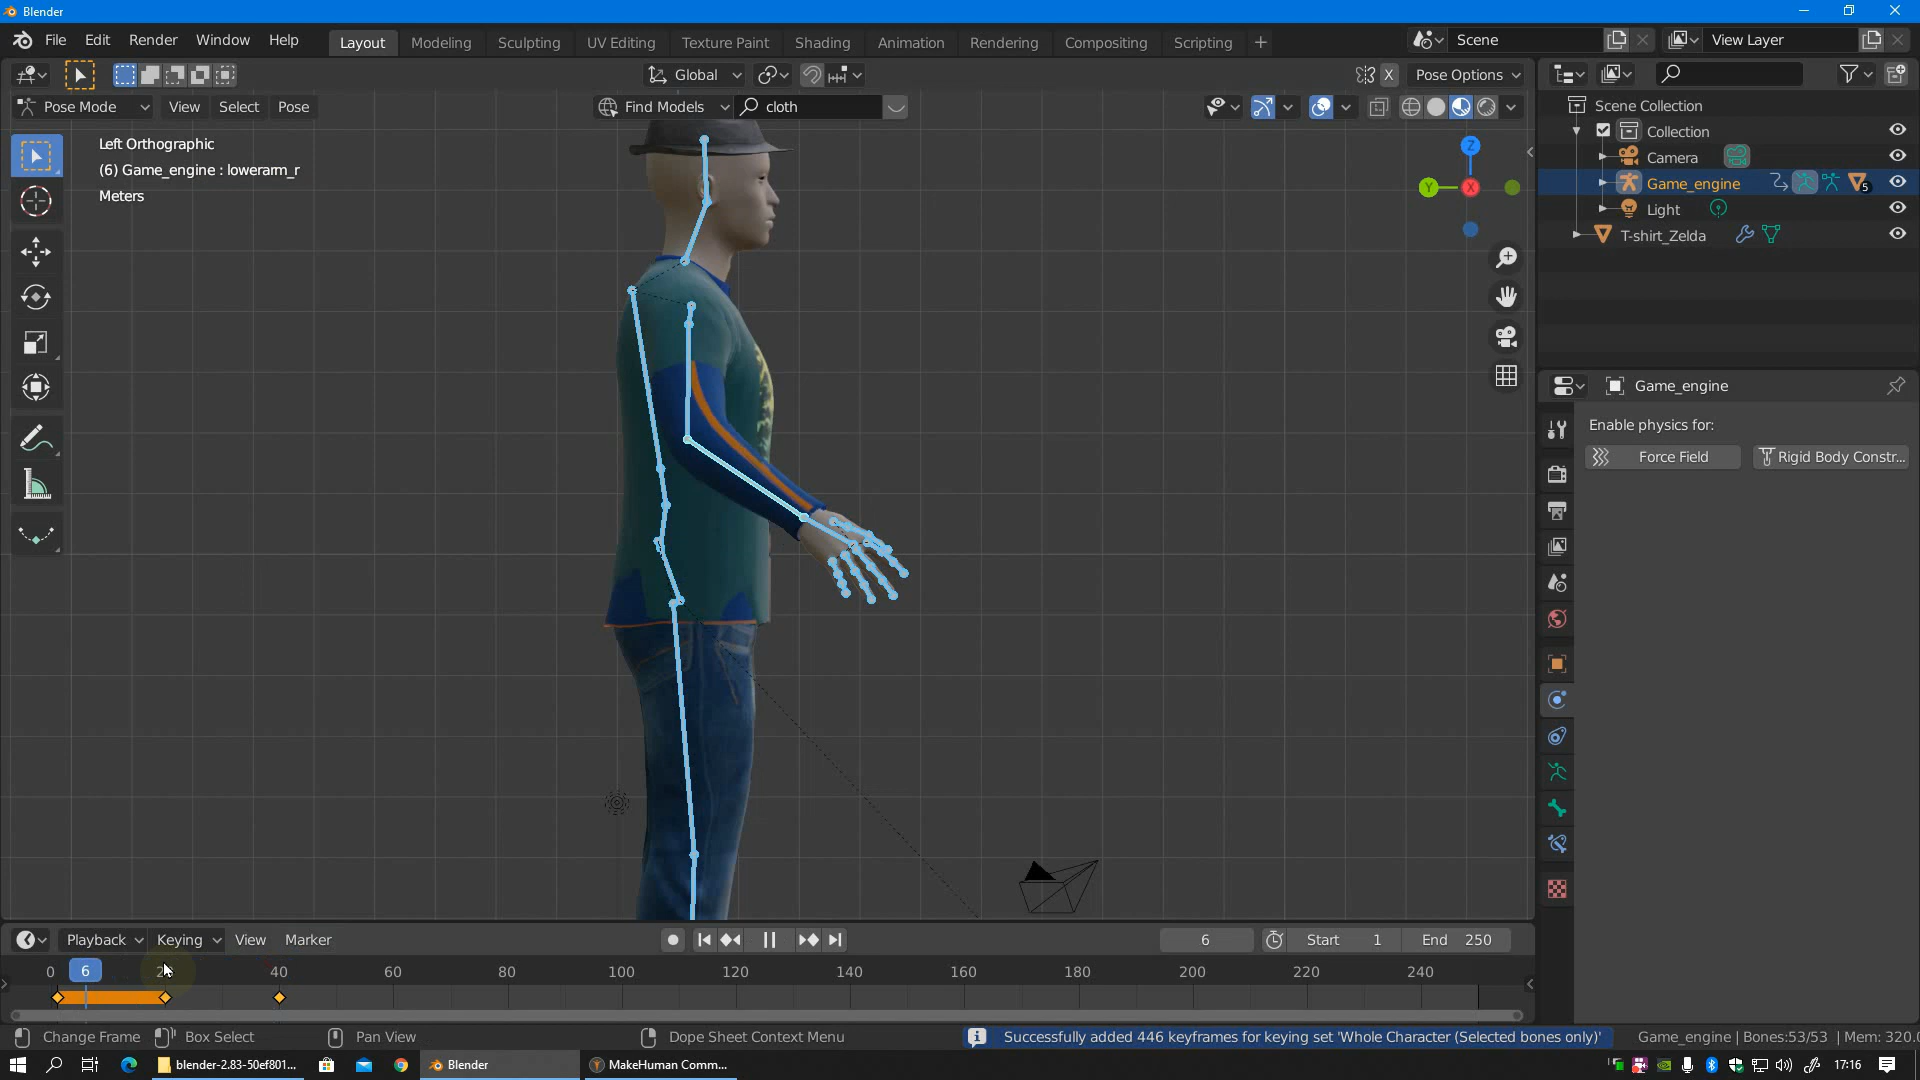 Blender
File Edit Render Window Help Layout Modeling Sculpting UV Editing Texture Paint Shading Animation Rendering Compositing Scripting Scene View Layer
Global X Pose Options
Pose Mode View Select Pose Find Models cloth
Left Orthographic
(6) Game_engine : lowerarm_r
Meters
Z
Y
X
Scene Collection
Collection
Camera
Game_engine 5
Light
T-shirt_Zelda
Game_engine
Enable physics for:
Force Field Rigid Body Constr...
Playback Keying View Marker 6 Start 1 End 250
0 6 40 60 80 100 120 140 160 180 200 220 240
Change Frame Box Select Pan View Dope Sheet Context Menu Successfully added 446 keyframes for keying set 'Whole Character (Selected bones only)' Game_engine | Bones:53/53 | Mem: 320.
blender-2.83-50ef801... Blender MakeHuman Comm... 17:16